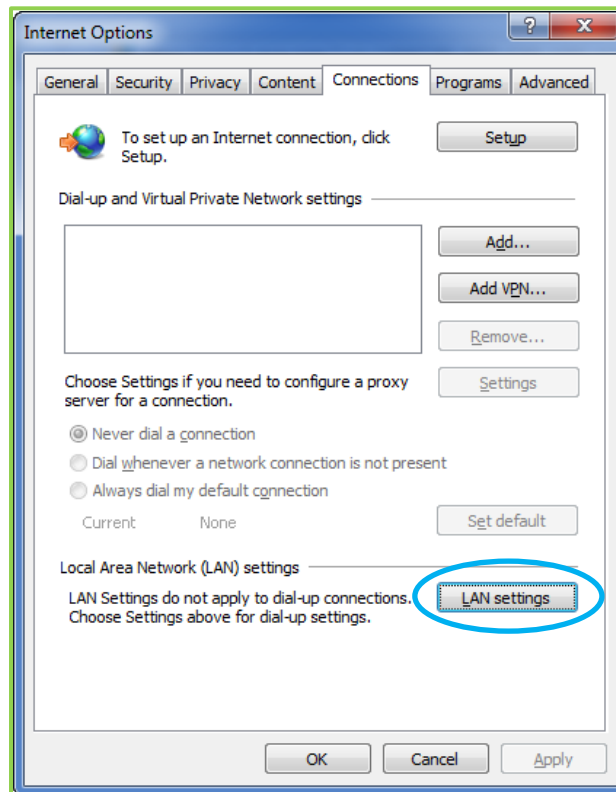 Internet Options
General Security Privacy Content Connections Programs Advanced
To set up an Internet connection, click
Setup.
Setup
Dial-up and Virtual Private Network settings
Add...
Add VPN...
Remove...
Choose Settings if you need to configure a proxy
server for a connection.
Settings
Never dial a connection
Dial whenever a network connection is not present
Always dial my default connection
Current None
Set default
Local Area Network (LAN) settings
LAN Settings do not apply to dial-up connections.
Choose Settings above for dial-up settings.
LAN settings
OK Cancel Apply